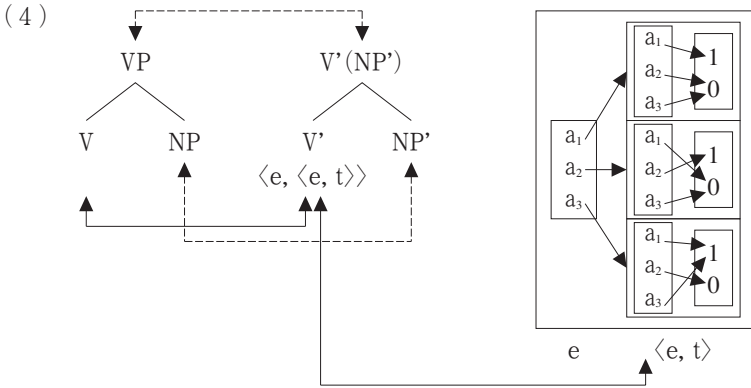 (4)
VP V'(NP')
V NP V' NP'
⟨e, ⟨e, t⟩⟩
a₁ 1
a₂ 0
a₃
a₁
a₂
a₃
a₁ 1
a₂ 0
a₃
a₁ 1
a₂ 0
a₃
e ⟨e, t⟩